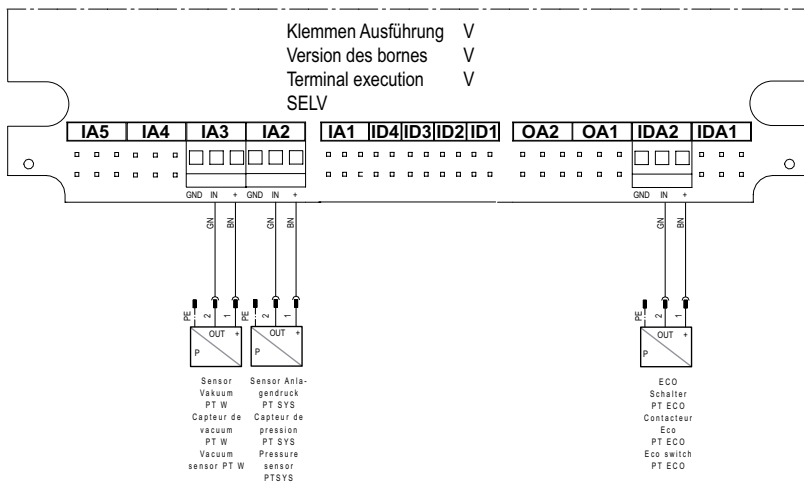 Klemmen Ausführung V
Version des bornes V
Terminal execution V
SELV
IA5 IA4 IA3 IA2 IA1 ID4 ID3 ID2 ID1 OA2 OA1 IDA2 IDA1
GND IN + GND IN + GND IN +
GN BN GN BN GN BN
PE 2 1 PE 2 1 PE 2 1
OUT + OUT + OUT +
P P P
Sensor
Vakuum
PT W
Capteur de
vacuum
PT W
Vacuum
sensor PT W
Sensor Anla-
gendruck
PT SYS
Capteur de
pression
PT SYS
Pressure
sensor
PTSYS
ECO
Schalter
PT ECO
Contacteur
Eco
PT ECO
Eco switch
PT ECO